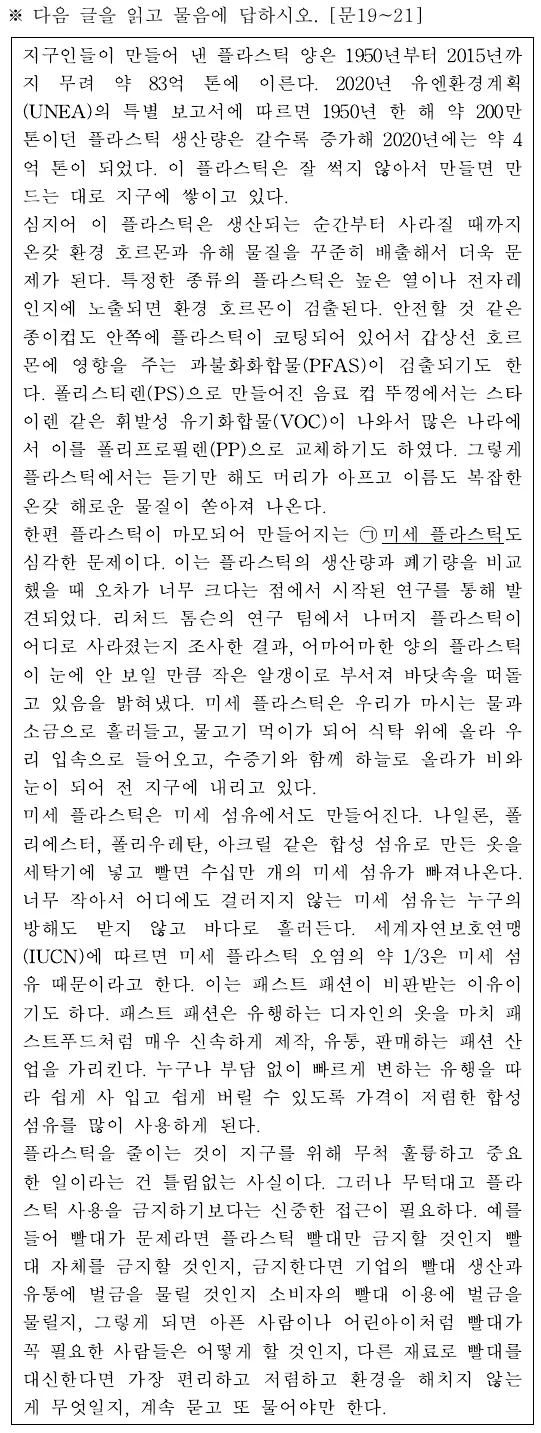 ※ 다음 글을 읽고 물음에 답하시오. [문19~21]
지구인들이 만들어 낸 플라스틱 양은 1950년부터 2015년까
지 무려 약 83억 톤에 이른다. 2020년 유엔환경계획
(UNEA)의 특별 보고서에 따르면 1950년 한 해 약 200만
톤이던 플라스틱 생산량은 갈수록 증가해 2020년에는 약 4
억 톤이 되었다. 이 플라스틱은 잘 썩지 않아서 만들면 만
드는 대로 지구에 쌓이고 있다.
심지어 이 플라스틱은 생산되는 순간부터 사라질 때까지
온갖 환경 호르몬과 유해 물질을 꾸준히 배출해서 더욱 문
제가 된다. 특정한 종류의 플라스틱은 높은 열이나 전자레
인지에 노출되면 환경 호르몬이 검출된다. 안전할 것 같은
종이컵도 안쪽에 플라스틱이 코팅되어 있어서 갑상선 호르
몬에 영향을 주는 과불화화합물(PFAS)이 검출되기도 한
다. 폴리스티렌(PS)으로 만들어진 음료 컵 뚜껑에서는 스타
이렌 같은 휘발성 유기화합물(VOC)이 나와서 많은 나라에
서 이를 폴리프로필렌(PP)으로 교체하기도 하였다. 그렇게
플라스틱에서는 듣기만 해도 머리가 아프고 이름도 복잡한
온갖 해로운 물질이 쏟아져 나온다.
한편 플라스틱이 마모되어 만들어지는 ㉠미세 플라스틱도
심각한 문제이다. 이는 플라스틱의 생산량과 폐기량을 비교
했을 때 오차가 너무 크다는 점에서 시작된 연구를 통해 발
견되었다. 리처드 톰슨의 연구 팀에서 나머지 플라스틱이
어디로 사라졌는지 조사한 결과, 어마어마한 양의 플라스틱
이 눈에 안 보일 만큼 작은 알갱이로 부서져 바닷속을 떠돌
고 있음을 밝혀냈다. 미세 플라스틱은 우리가 마시는 물과
소금으로 흘러들고, 물고기 먹이가 되어 식탁 위에 올라 우
리 입속으로 들어오고, 수증기와 함께 하늘로 올라가 비와
눈이 되어 전 지구에 내리고 있다.
미세 플라스틱은 미세 섬유에서도 만들어진다. 나일론, 폴
리에스터, 폴리우레탄, 아크릴 같은 합성 섬유로 만든 옷을
세탁기에 넣고 빨면 수십만 개의 미세 섬유가 빠져나온다.
너무 작아서 어디에도 걸러지지 않는 미세 섬유는 누구의
방해도 받지 않고 바다로 흘러든다. 세계자연보호연맹
(IUCN)에 따르면 미세 플라스틱 오염의 약 1/3은 미세 섬
유 때문이라고 한다. 이는 패스트 패션이 비판받는 이유이
기도 하다. 패스트 패션은 유행하는 디자인의 옷을 마치 패
스트푸드처럼 매우 신속하게 제작, 유통, 판매하는 패션 산
업을 가리킨다. 누구나 부담 없이 빠르게 변하는 유행을 따
라 쉽게 사 입고 쉽게 버릴 수 있도록 가격이 저렴한 합성
섬유를 많이 사용하게 된다.
플라스틱을 줄이는 것이 지구를 위해 무척 훌륭하고 중요
한 일이라는 건 틀림없는 사실이다. 그러나 무턱대고 플라
스틱 사용을 금지하기보다는 신중한 접근이 필요하다. 예를
들어 빨대가 문제라면 플라스틱 빨대만 금지할 것인지 빨
대 자체를 금지할 것인지, 금지한다면 기업의 빨대 생산과
유통에 벌금을 물릴 것인지 소비자의 빨대 이용에 벌금을
물릴지, 그렇게 되면 아픈 사람이나 어린아이처럼 빨대가
꼭 필요한 사람들은 어떻게 할 것인지, 다른 재료로 빨대를
대신한다면 가장 편리하고 저렴하고 환경을 해치지 않는
게 무엇일지, 계속 묻고 또 물어야만 한다.